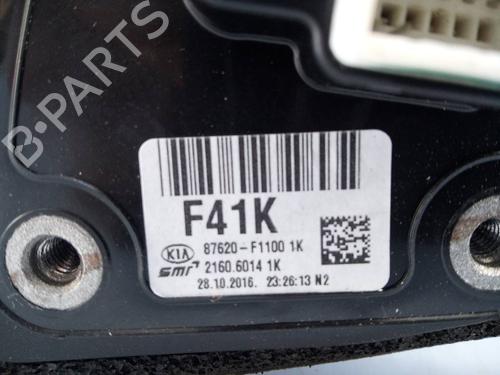 B-PARTS
F41K
KIA 87620-F1100 1K
SMR 2160.6014 1K
28.10.2016. 23:26:13 N2